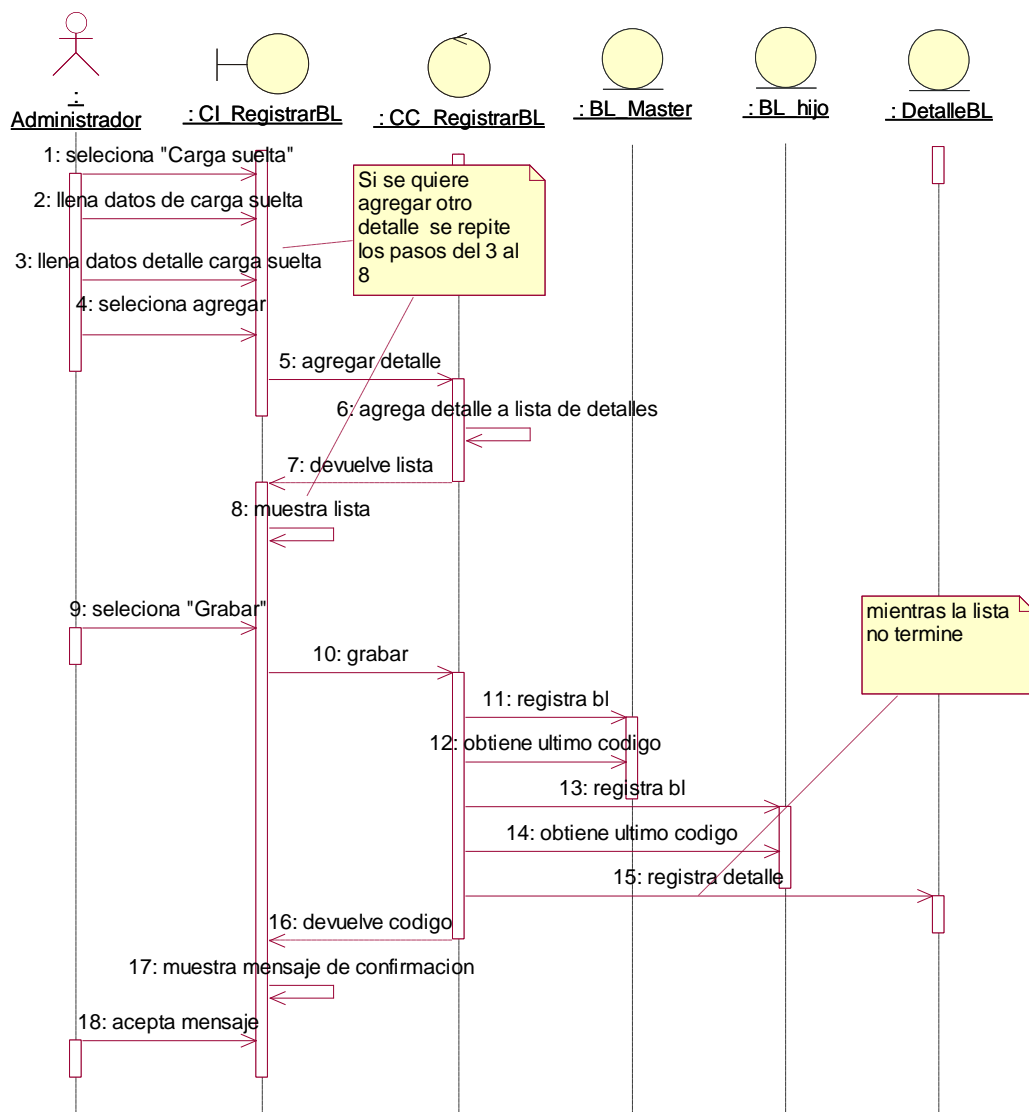 :
Administrador
: CI_RegistrarBL
: CC_RegistrarBL
: BL_Master
: BL_hijo
: DetalleBL
1: seleciona "Carga suelta"
Si se quiere
agregar otro
detalle se repite
los pasos del 3 al
8
2: llena datos de carga suelta
3: llena datos detalle carga suelta
4: seleciona agregar
5: agregar detalle
6: agrega detalle a lista de detalles
7: devuelve lista
8: muestra lista
9: seleciona "Grabar"
mientras la lista
no termine
10: grabar
11: registra bl
12: obtiene ultimo codigo
13: registra bl
14: obtiene ultimo codigo
15: registra detalle
16: devuelve codigo
17: muestra mensaje de confirmacion
18: acepta mensaje